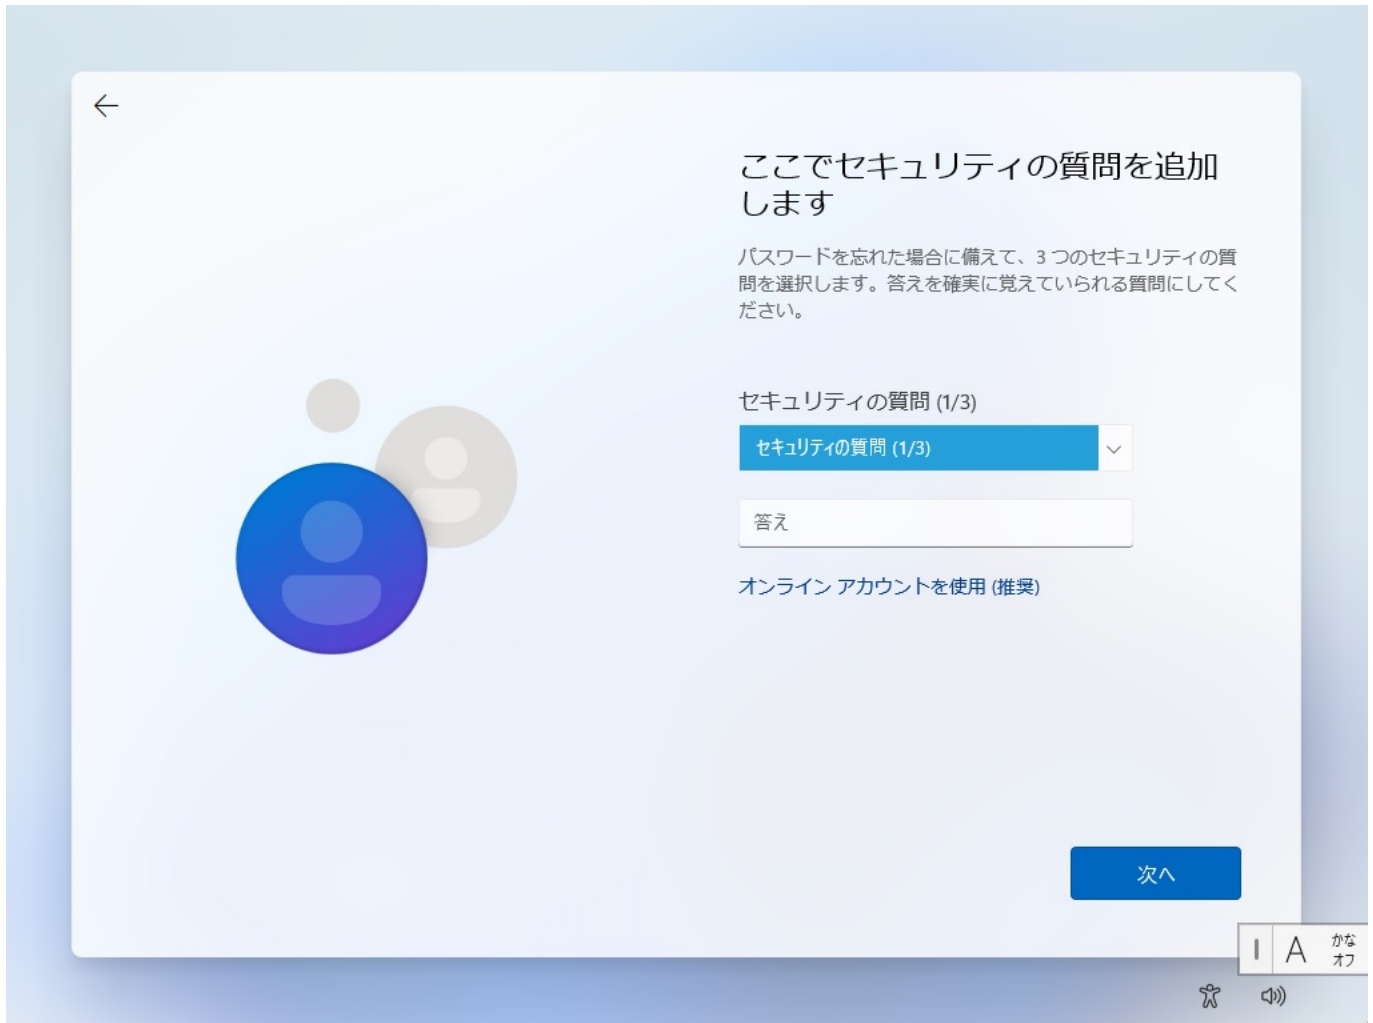 ここでセキュリティの質問を追加
します
パスワードを忘れた場合に備えて、3 つのセキュリティの質
問を選択します。答えを確実に覚えていられる質問にしてく
ださい。
セキュリティの質問 (1/3)
セキュリティの質問 (1/3)
答え
オンライン アカウントを使用 (推奨)
次へ
A かな
オフ